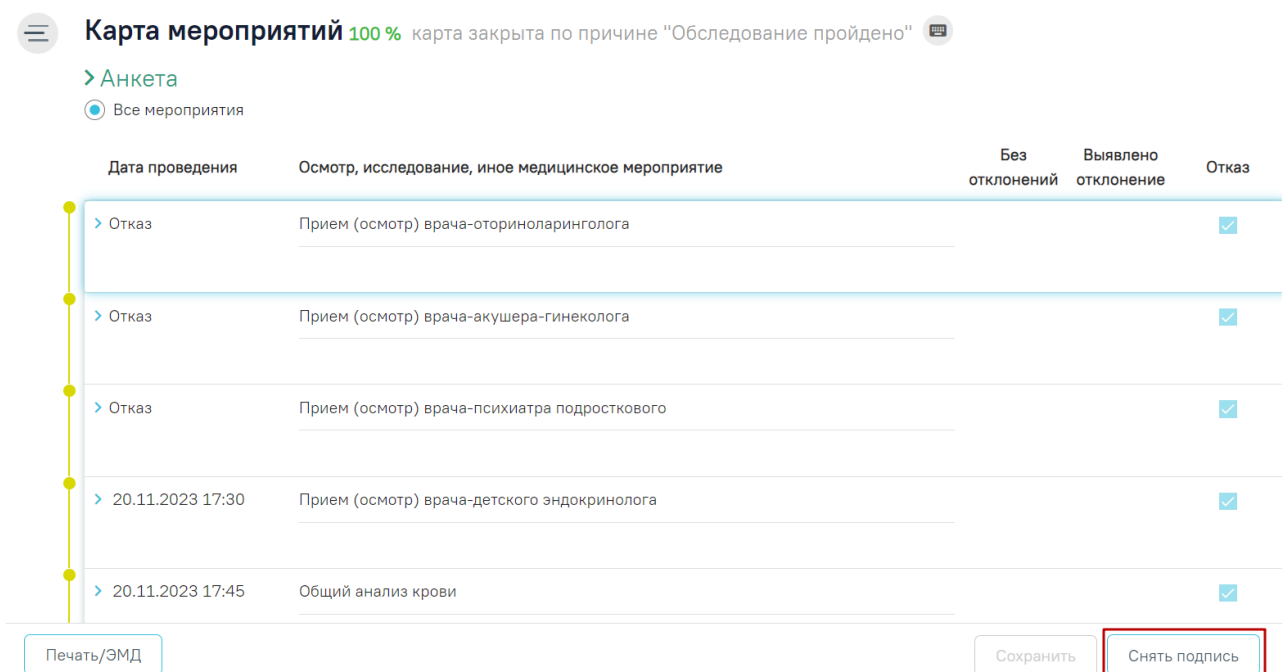 Карта мероприятий 100 % карта закрыта по причине "Обследование пройдено"
Анкета
Все мероприятия
Дата проведения Осмотр, исследование, иное медицинское мероприятие Без отклонений Выявлено отклонение Отказ
Отказ Прием (осмотр) врача-оториноларинголога
Отказ Прием (осмотр) врача-акушера-гинеколога
Отказ Прием (осмотр) врача-психиатра подросткового
20.11.2023 17:30 Прием (осмотр) врача-детского эндокринолога
20.11.2023 17:45 Общий анализ крови
Печать/ЭМД Сохранить Снять подпись